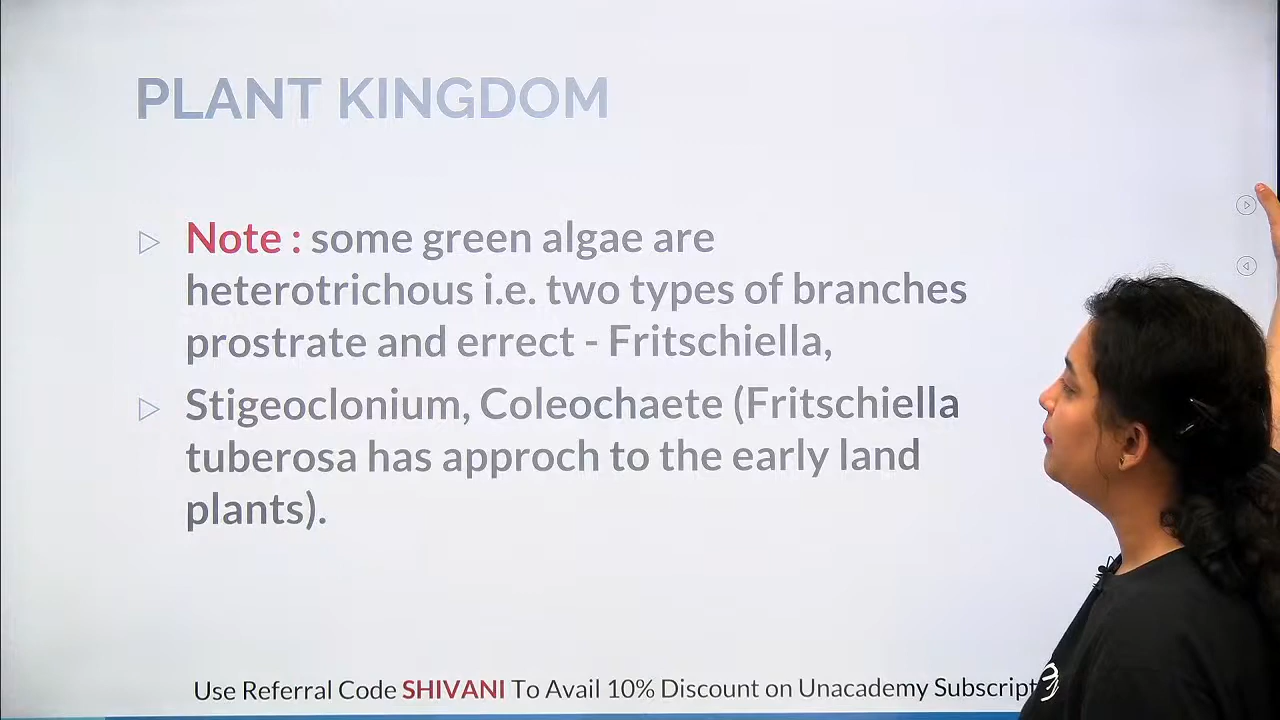 PLANT KINGDOM
Note : some green algae are
heterotrichous i.e. two types of branches
prostrate and errect - Fritschiella,
Stigeoclonium, Coleochaete (Fritschiella
tuberosa has approch to the early land
plants).
Use Referral Code SHIVANI To Avail 10% Discount on Unacademy Subscript